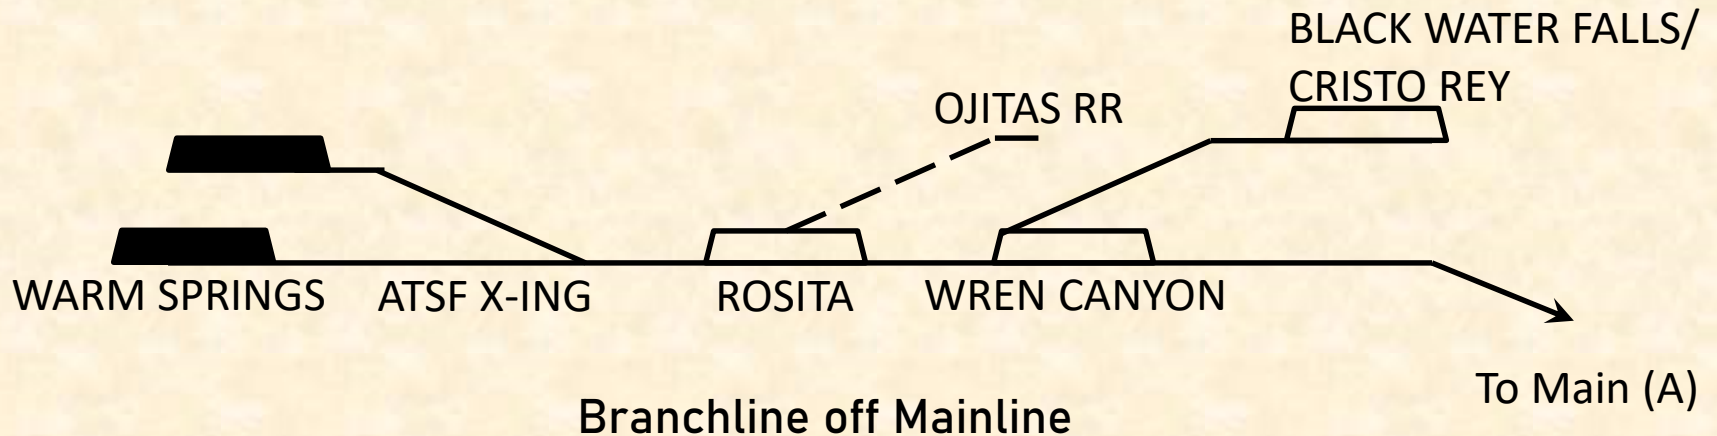 BLACK WATER FALLS/
CRISTO REY
OJITAS RR
WARM SPRINGS
ATSF X-ING
ROSITA
WREN CANYON
To Main (A)
Branchline off Mainline